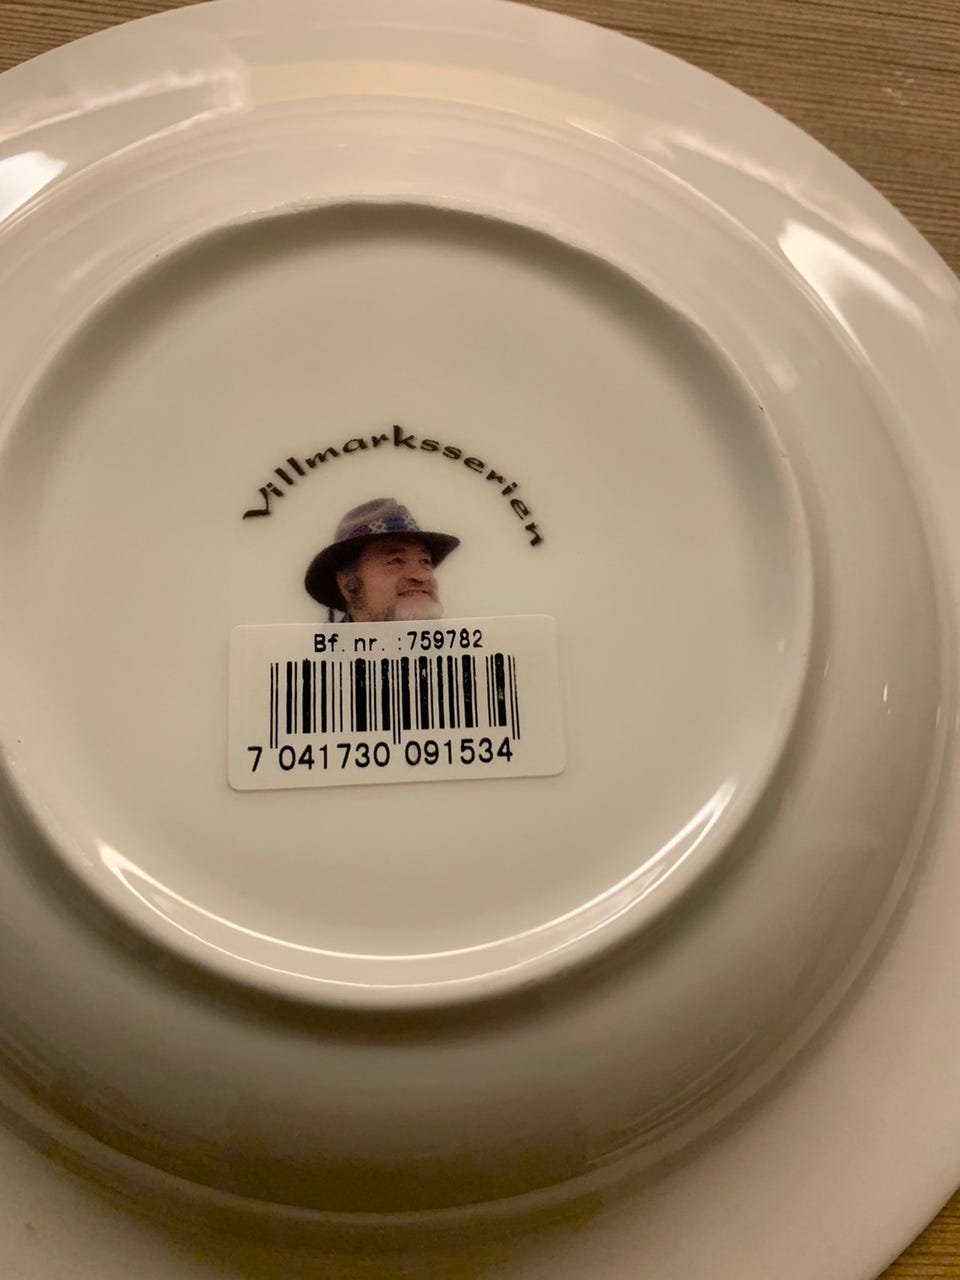 Villmarksserien
Bf. nr. :759782
7 041730 091534